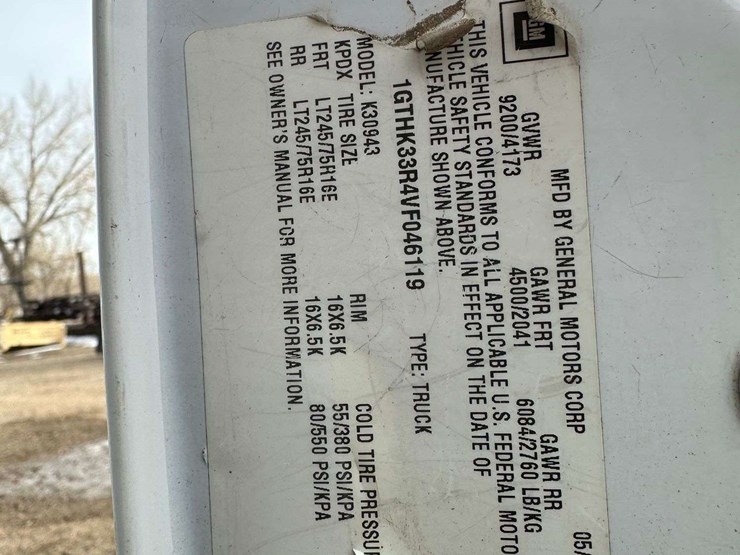 GM
MFD BY GENERAL MOTORS CORP 05/
GVWR GAWR FRT GAWR RR
9200/4173 4500/2041 6084/2760 LB/KG
THIS VEHICLE CONFORMS TO ALL APPLICABLE U.S. FEDERAL MOTO
HICLE SAFETY STANDARDS IN EFFECT ON THE DATE OF
NUFACTURE SHOWN ABOVE.
1GTHK33R4VF046119 TYPE: TRUCK
MODEL: K30943
KPDX TIRE SIZE RIM COLD TIRE PRESSU
FRT LT245/75R16E 16X6.5K 55/380 PSI/KPA
RR LT245/75R16E 16X6.5K 80/550 PSI/KPA
SEE OWNER'S MANUAL FOR MORE INFORMATION.